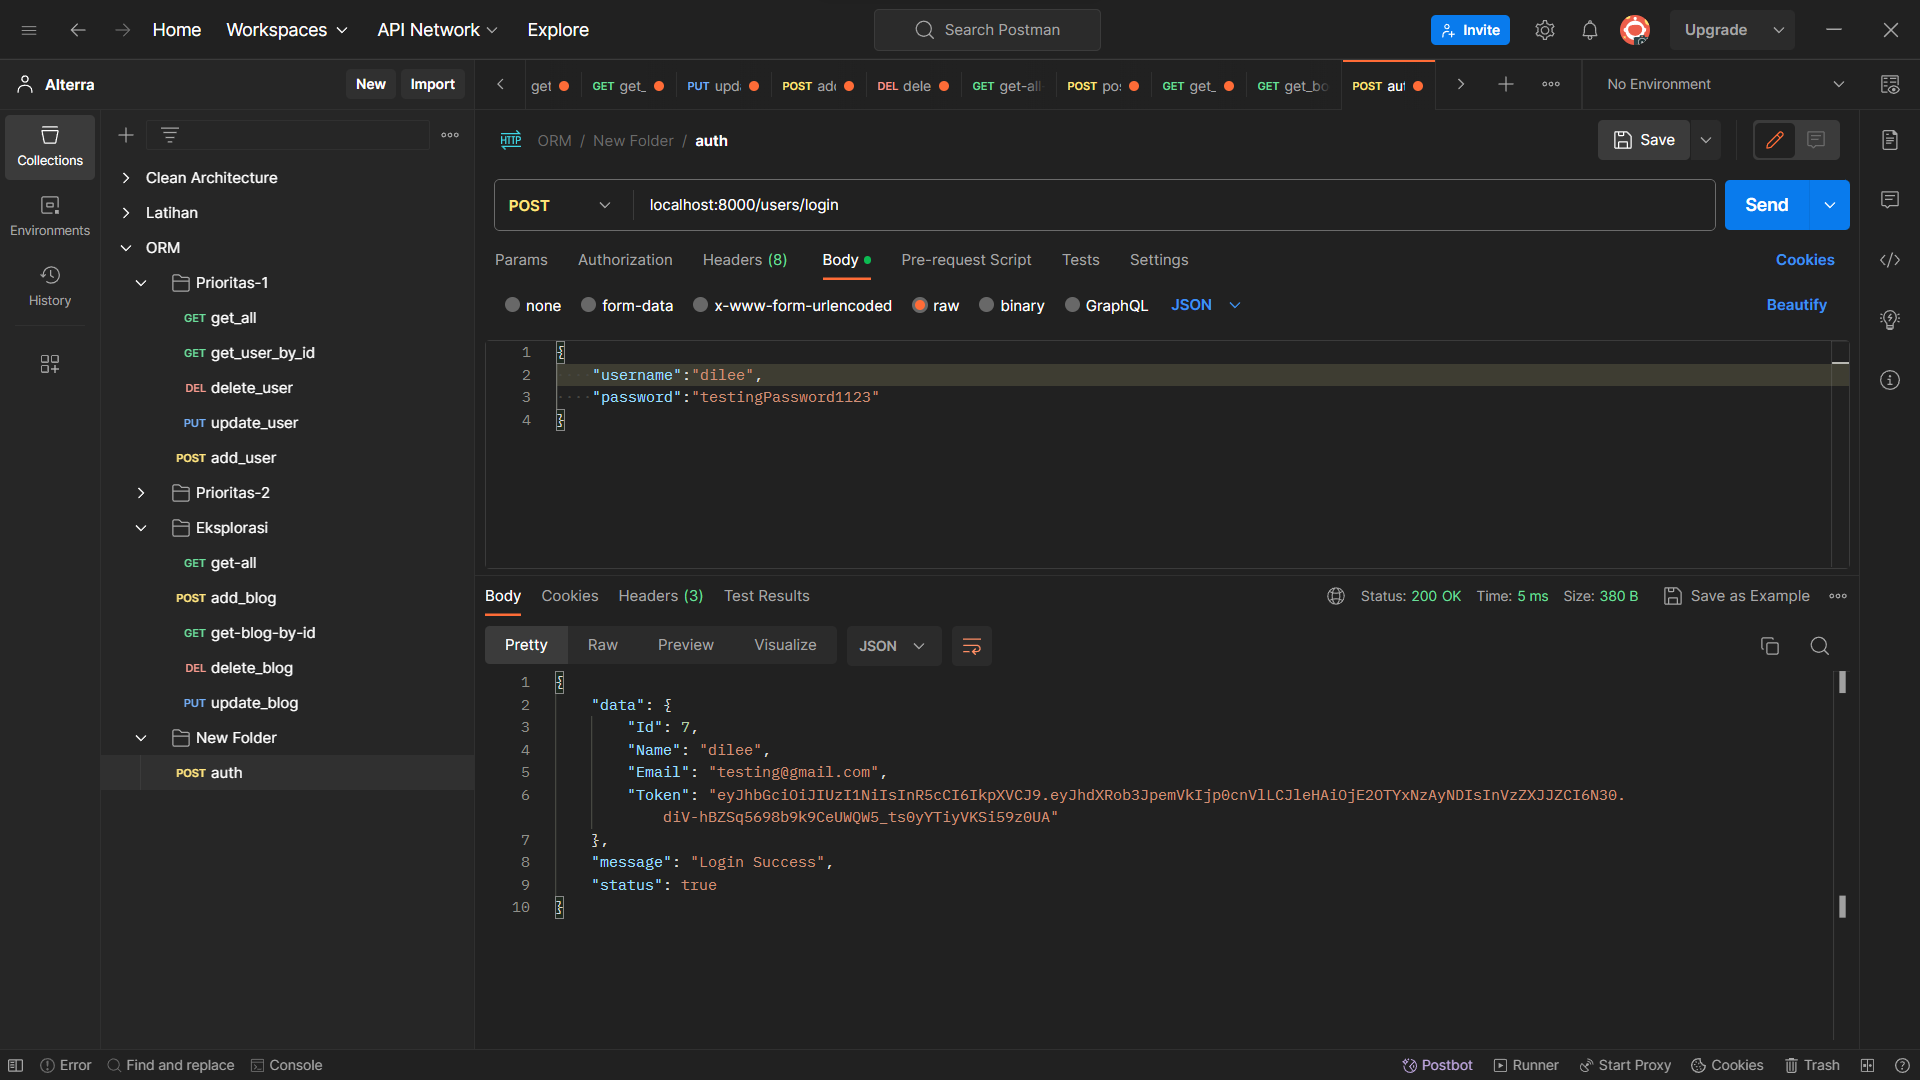 Home Workspaces API Network Explore Search Postman Invite Upgrade
Alterra New Import
get GET get_ PUT upd POST ad DEL dele GET get-all POST po GET get_ GET get_bo POST au No Environment
Collections
Environments
History
Clean Architecture
Latihan
ORM
Prioritas-1
GET get_all
GET get_user_by_id
DEL delete_user
PUT update_user
POST add_user
Prioritas-2
Eksplorasi
GET get-all
POST add_blog
GET get-blog-by-id
DEL delete_blog
PUT update_blog
New Folder
POST auth
HTTP ORM / New Folder / auth Save
POST localhost:8000/users/login Send
Params Authorization Headers (8) Body Pre-request Script Tests Settings Cookies
none form-data x-www-form-urlencoded raw binary GraphQL JSON Beautify
1 {
2 "username":"dilee",
3 "password":"testingPassword1123"
4 }
Body Cookies Headers (3) Test Results Status: 200 OK Time: 5 ms Size: 380 B Save as Example
Pretty Raw Preview Visualize JSON
1 {
2 "data": {
3 "Id": 7,
4 "Name": "dilee",
5 "Email": "testing@gmail.com",
6 "Token": "eyJhbGciOiJIUzI1NiIsInR5cCI6IkpXVCJ9.eyJhdXRob3JpemVkIjp0cnVlLCJleHAiOjE2OTYxNzAyNDIsInVzZXJJZCI6N30.
diV-hBZSq5698b9k9CeUWQW5_ts0yYTiyVKSi59z0UA"
7 },
8 "message": "Login Success",
9 "status": true
10 }
Error Find and replace Console Postbot Runner Start Proxy Cookies Trash